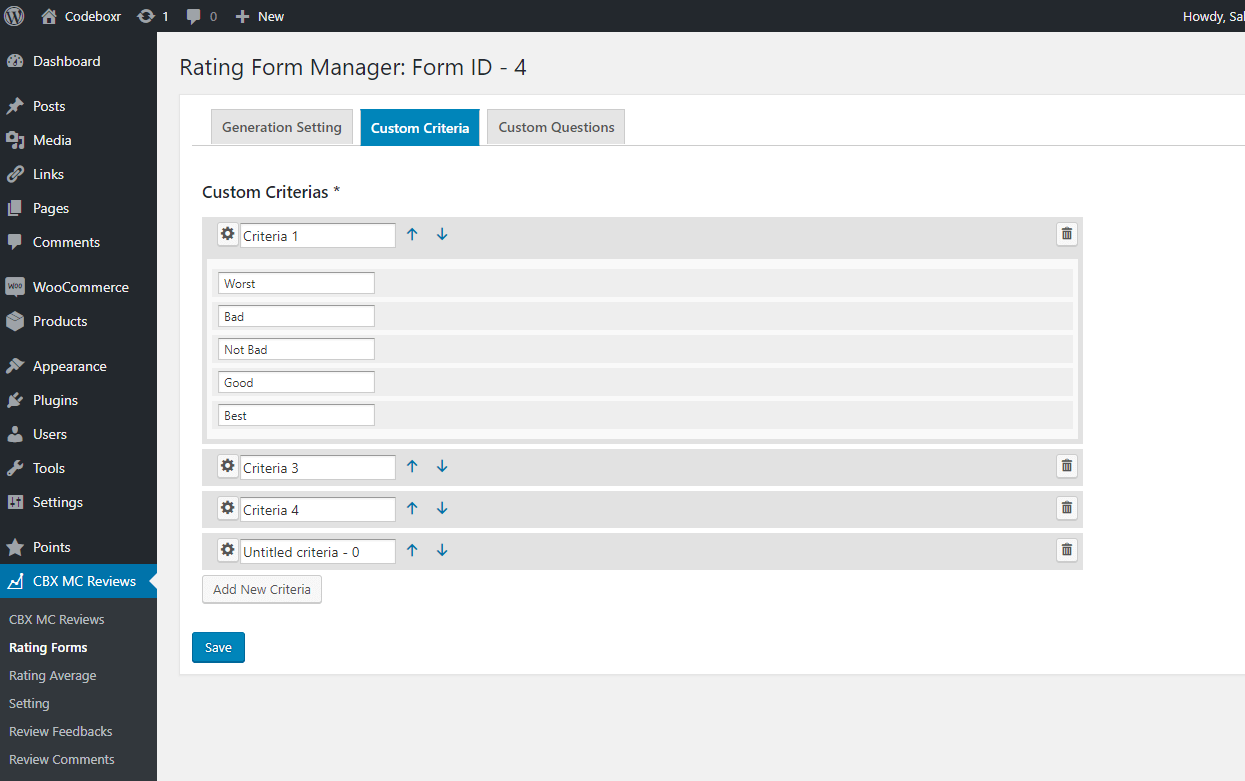 Codeboxr 1 0 New Howdy, Sal
Dashboard
Posts
Media
Links
Pages
Comments
WOO WooCommerce
Products
Appearance
Plugins
Users
Tools
Settings
Points
CBX MC Reviews
CBX MC Reviews
Rating Forms
Rating Average
Setting
Review Feedbacks
Review Comments
Rating Form Manager: Form ID - 4
Generation Setting Custom Criteria Custom Questions
Custom Criterias *
Criteria 1
Worst
Bad
Not Bad
Good
Best
Criteria 3
Criteria 4
Untitled criteria - 0
Add New Criteria
Save